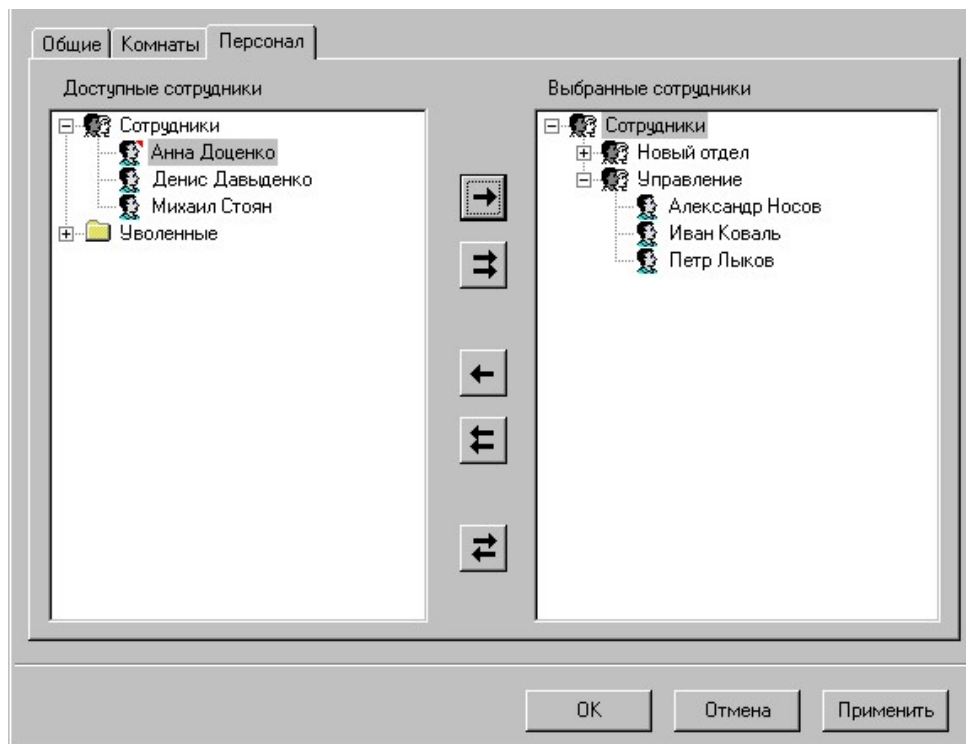 Общие
Комнаты
Персонал
Доступные сотрудники
Сотрудники
Анна Доценко
Денис Давыденко
Михаил Стоян
Уволенные
Выбранные сотрудники
Сотрудники
Новый отдел
Управление
Александр Носов
Иван Коваль
Петр Лыков
OK
Отмена
Применить